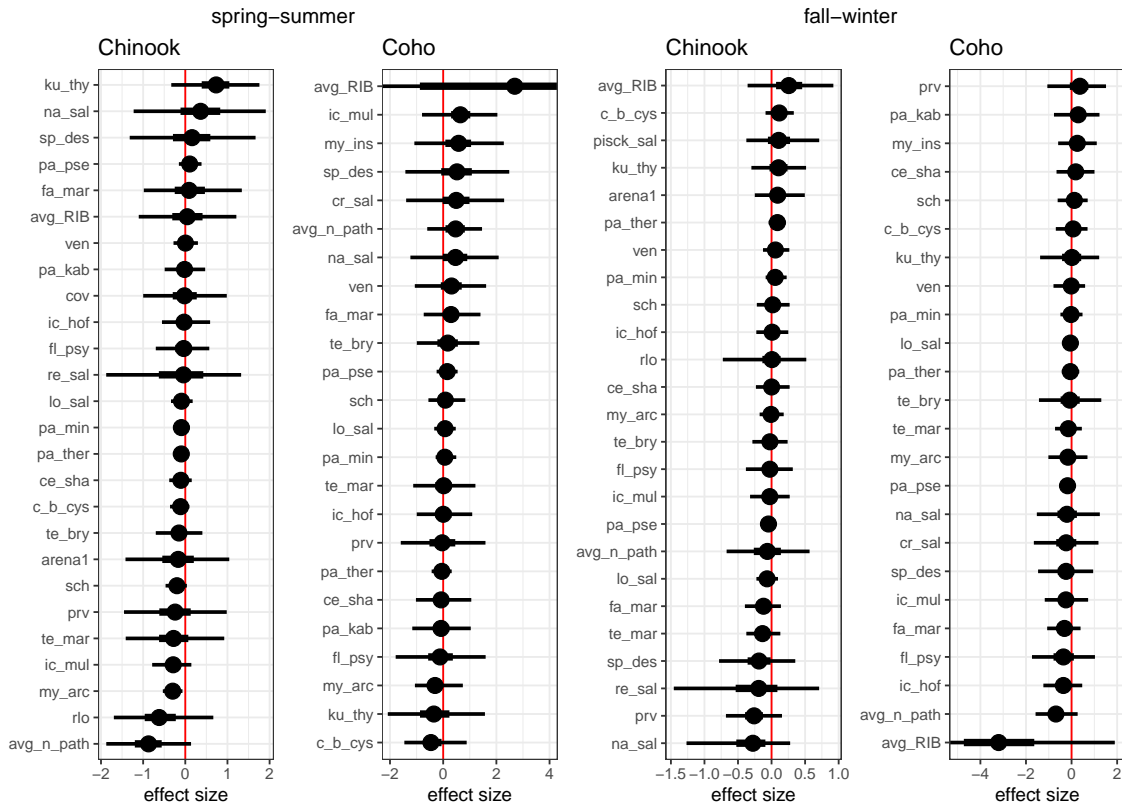 spring−summer
fall−winter
Chinook
ku_thy
na_sal
sp_des
pa_pse
fa_mar
avg_RIB
ven
pa_kab
cov
ic_hof
fl_psy
re_sal
lo_sal
pa_min
pa_ther
ce_sha
c_b_cys
te_bry
arena1
sch
prv
te_mar
ic_mul
my_arc
rlo
avg_n_path
−2 −1 0 1 2
effect size
Coho
avg_RIB
ic_mul
my_ins
sp_des
cr_sal
avg_n_path
na_sal
ven
fa_mar
te_bry
pa_pse
sch
lo_sal
pa_min
te_mar
ic_hof
prv
pa_ther
ce_sha
pa_kab
fl_psy
my_arc
ku_thy
c_b_cys
−2 0 2 4
effect size
Chinook
avg_RIB
c_b_cys
pisck_sal
ku_thy
arena1
pa_ther
ven
pa_min
sch
ic_hof
rlo
ce_sha
my_arc
te_bry
fl_psy
ic_mul
pa_pse
avg_n_path
lo_sal
fa_mar
te_mar
sp_des
re_sal
prv
na_sal
−1.5 −1.0 −0.5 0.0 0.5 1.0
effect size
Coho
prv
pa_kab
my_ins
ce_sha
sch
c_b_cys
ku_thy
ven
pa_min
lo_sal
pa_ther
te_bry
te_mar
my_arc
pa_pse
na_sal
cr_sal
sp_des
ic_mul
fa_mar
fl_psy
ic_hof
avg_n_path
avg_RIB
−4 −2 0 2
effect size